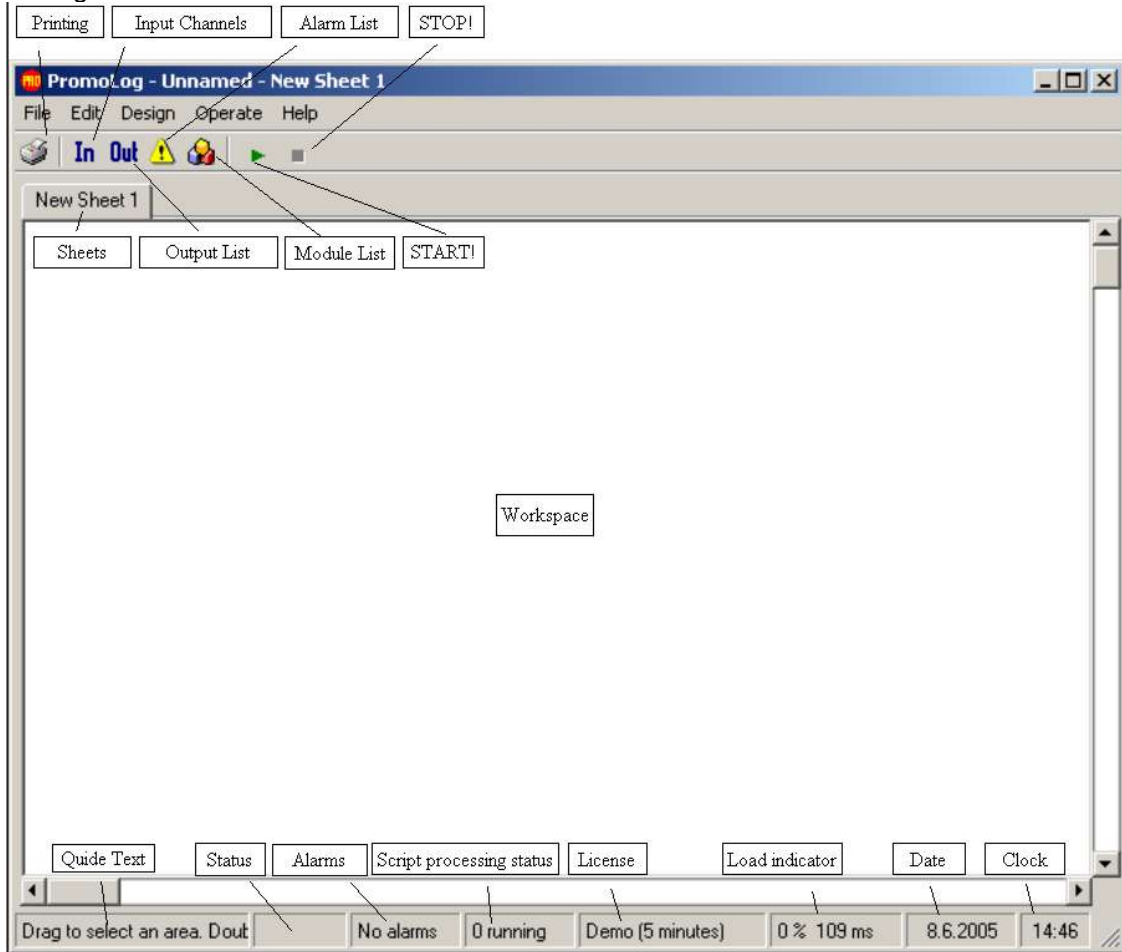 Printing Input Channels Alarm List STOP!
PromoLog - Unnamed - New Sheet 1
File Edit Design Operate Help
In Out
New Sheet 1
Sheets Output List Module List START!
Workspace
Quide Text Status Alarms Script processing status License Load indicator Date Clock
Drag to select an area. Doub No alarms 0 running Demo (5 minutes) 0 % 109 ms 8.6.2005 14:46